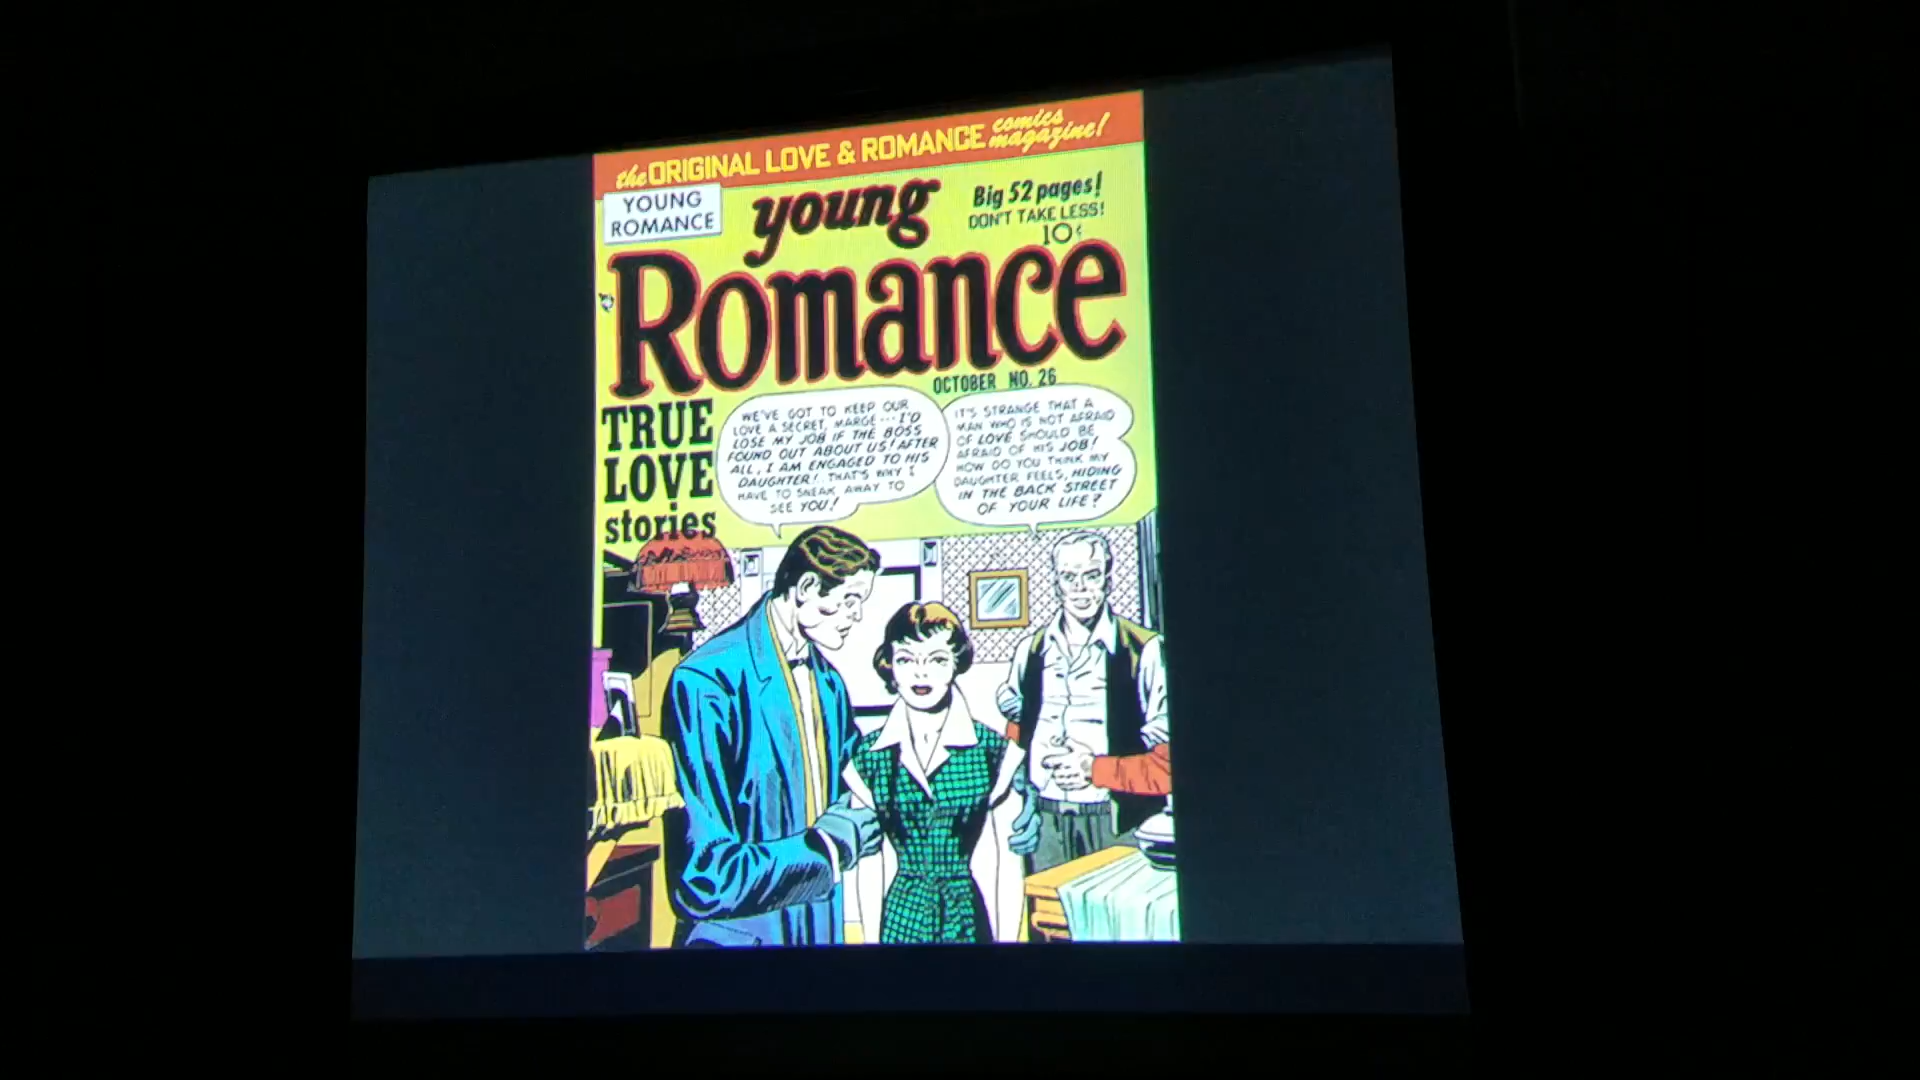 the ORIGINAL LOVE & ROMANCE comics magazine!
YOUNG
ROMANCE
young
Romance
Big 52 pages!
DON'T TAKE LESS!
10¢
OCTOBER NO. 26
TRUE
LOVE
stories
WE'VE GOT TO KEEP OUR
LOVE A SECRET, MARGE... I'D
LOSE MY JOB IF THE BOSS
FOUND OUT ABOUT US! AFTER
ALL, I AM ENGAGED TO HIS
DAUGHTER! THAT'S WHY I
HAVE TO SNEAK AWAY TO
SEE YOU!
IT'S STRANGE THAT A
MAN WHO IS NOT AFRAID
OF LOVE SHOULD BE
AFRAID OF HIS JOB!
HOW DO YOU THINK MY
DAUGHTER FEELS, HIDING
IN THE BACK STREET
OF YOUR LIFE?